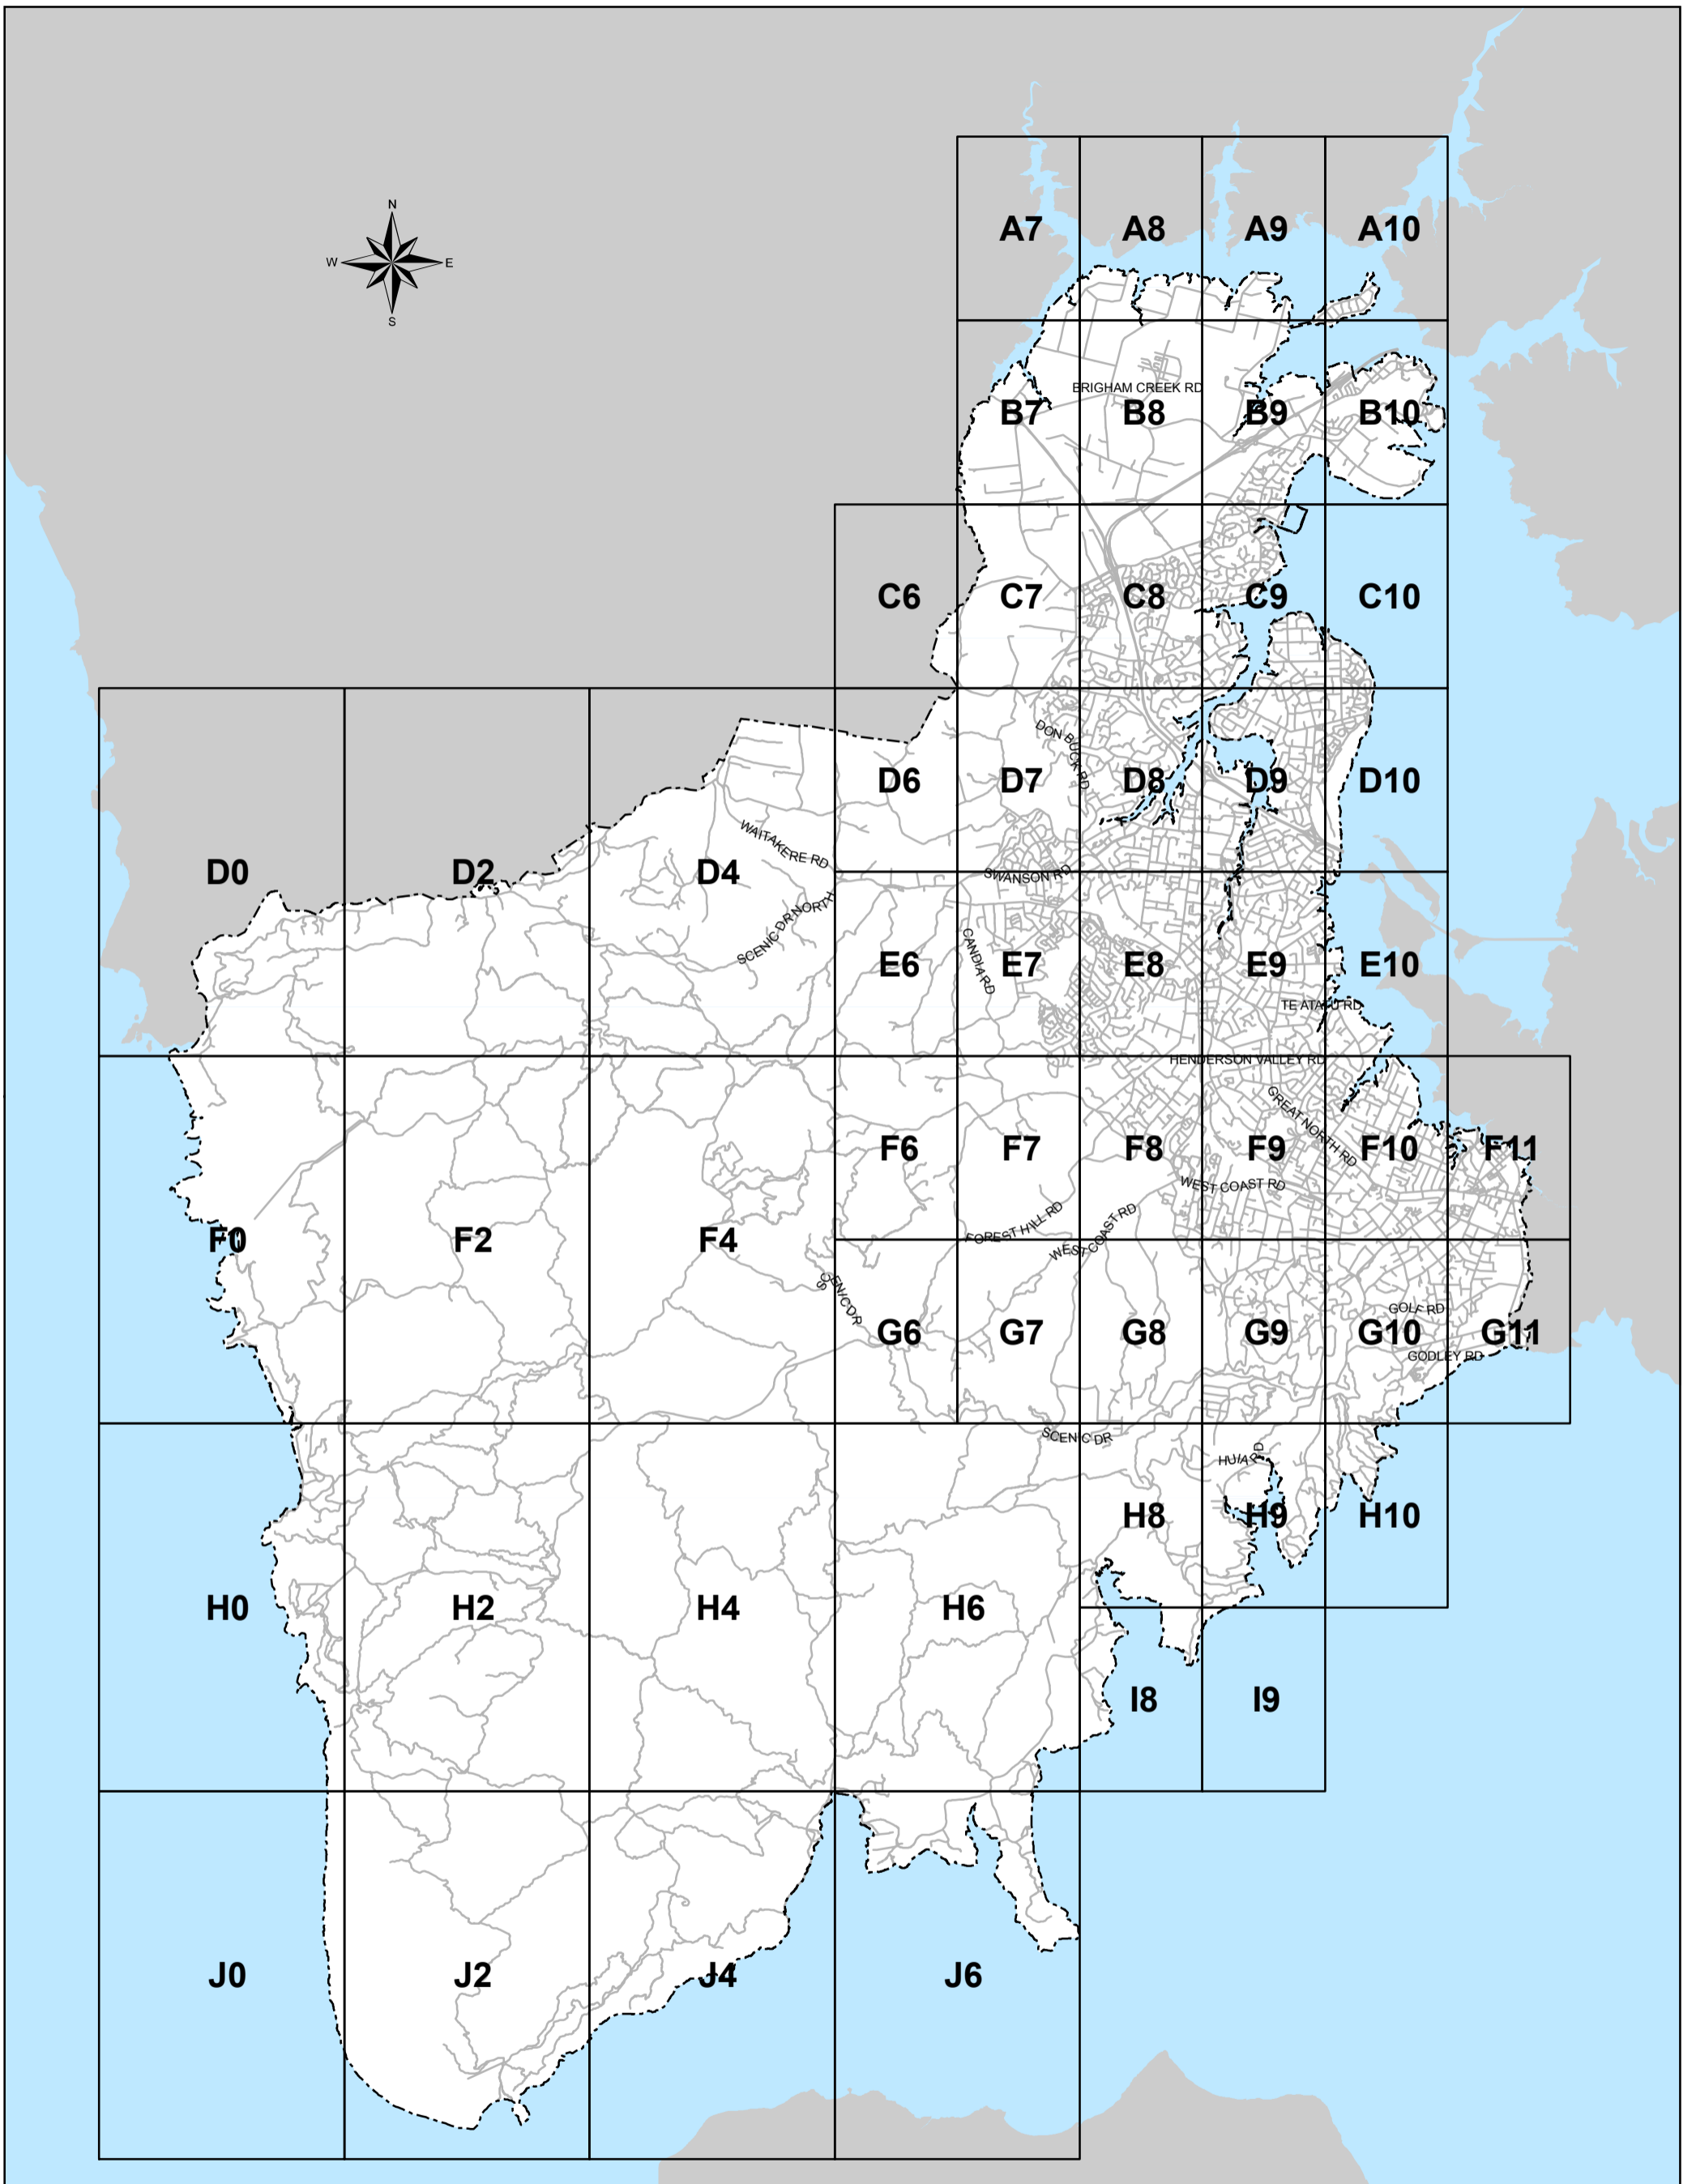 N
W E
S
A7 A8 A9 A10
BRIGHAM CREEK RD
B7 B8 B9 B10
C6 C7 C8 C9 C10
DON BUCK RD
D6 D7 D8 D9 D10
WAITAKERE RD
D0 D2 D4
SWANSON RD
SCENIC DR NORTH
CANDIA RD
E6 E7 E8 E9 E10
TE ATATU RD
HENDERSON VALLEY RD
GREAT NORTH RD
F6 F7 F8 F9 F10 F11
WEST COAST RD
FOREST HILL RD
WEST COAST RD
F0 F2 F4
SCENIC DR
GOLF RD
G6 G7 G8 G9 G10 G11
GODLEY RD
SCENIC DR
HUIA RD
H8 H9 H10
H0 H2 H4 H6
I8 I9
J0 J2 J4 J6